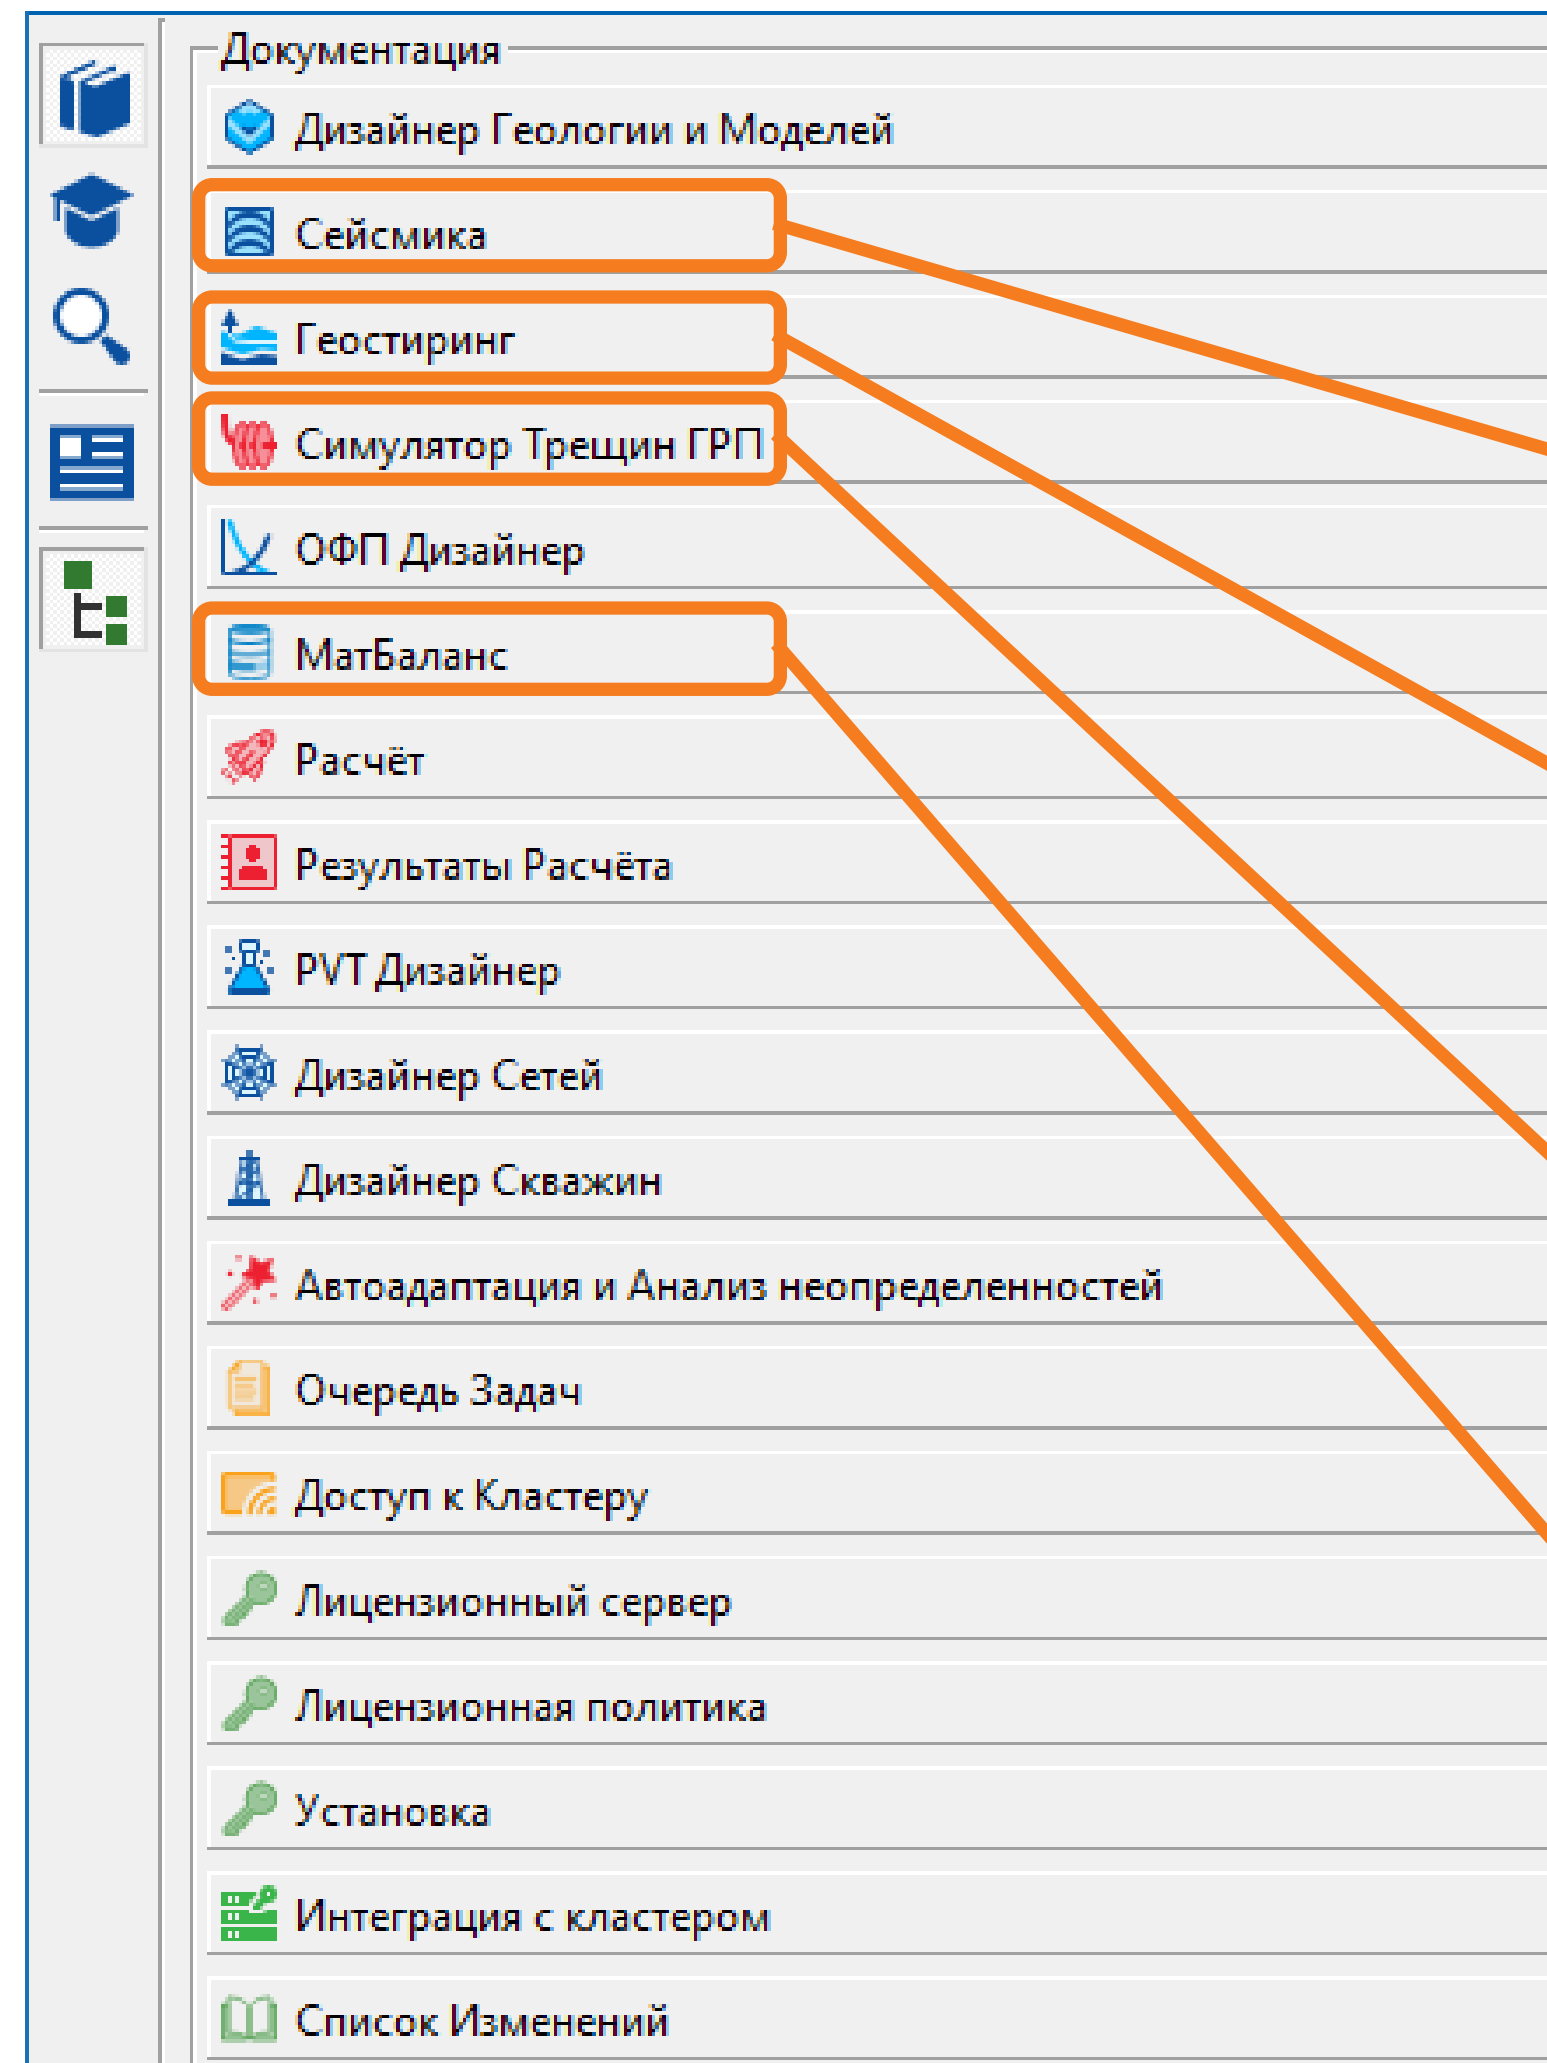 Документация
Дизайнер Геологии и Моделей
Сейсмика
Геостиринг
Симулятор Трещин ГРП
ОФП Дизайнер
МатБаланс
Расчёт
Результаты Расчёта
PVT Дизайнер
Дизайнер Сетей
Дизайнер Скважин
Автоадаптация и Анализ неопределенностей
Очередь Задач
Доступ к Кластеру
Лицензионный сервер
Лицензионная политика
Установка
Интеграция с кластером
Список Изменений